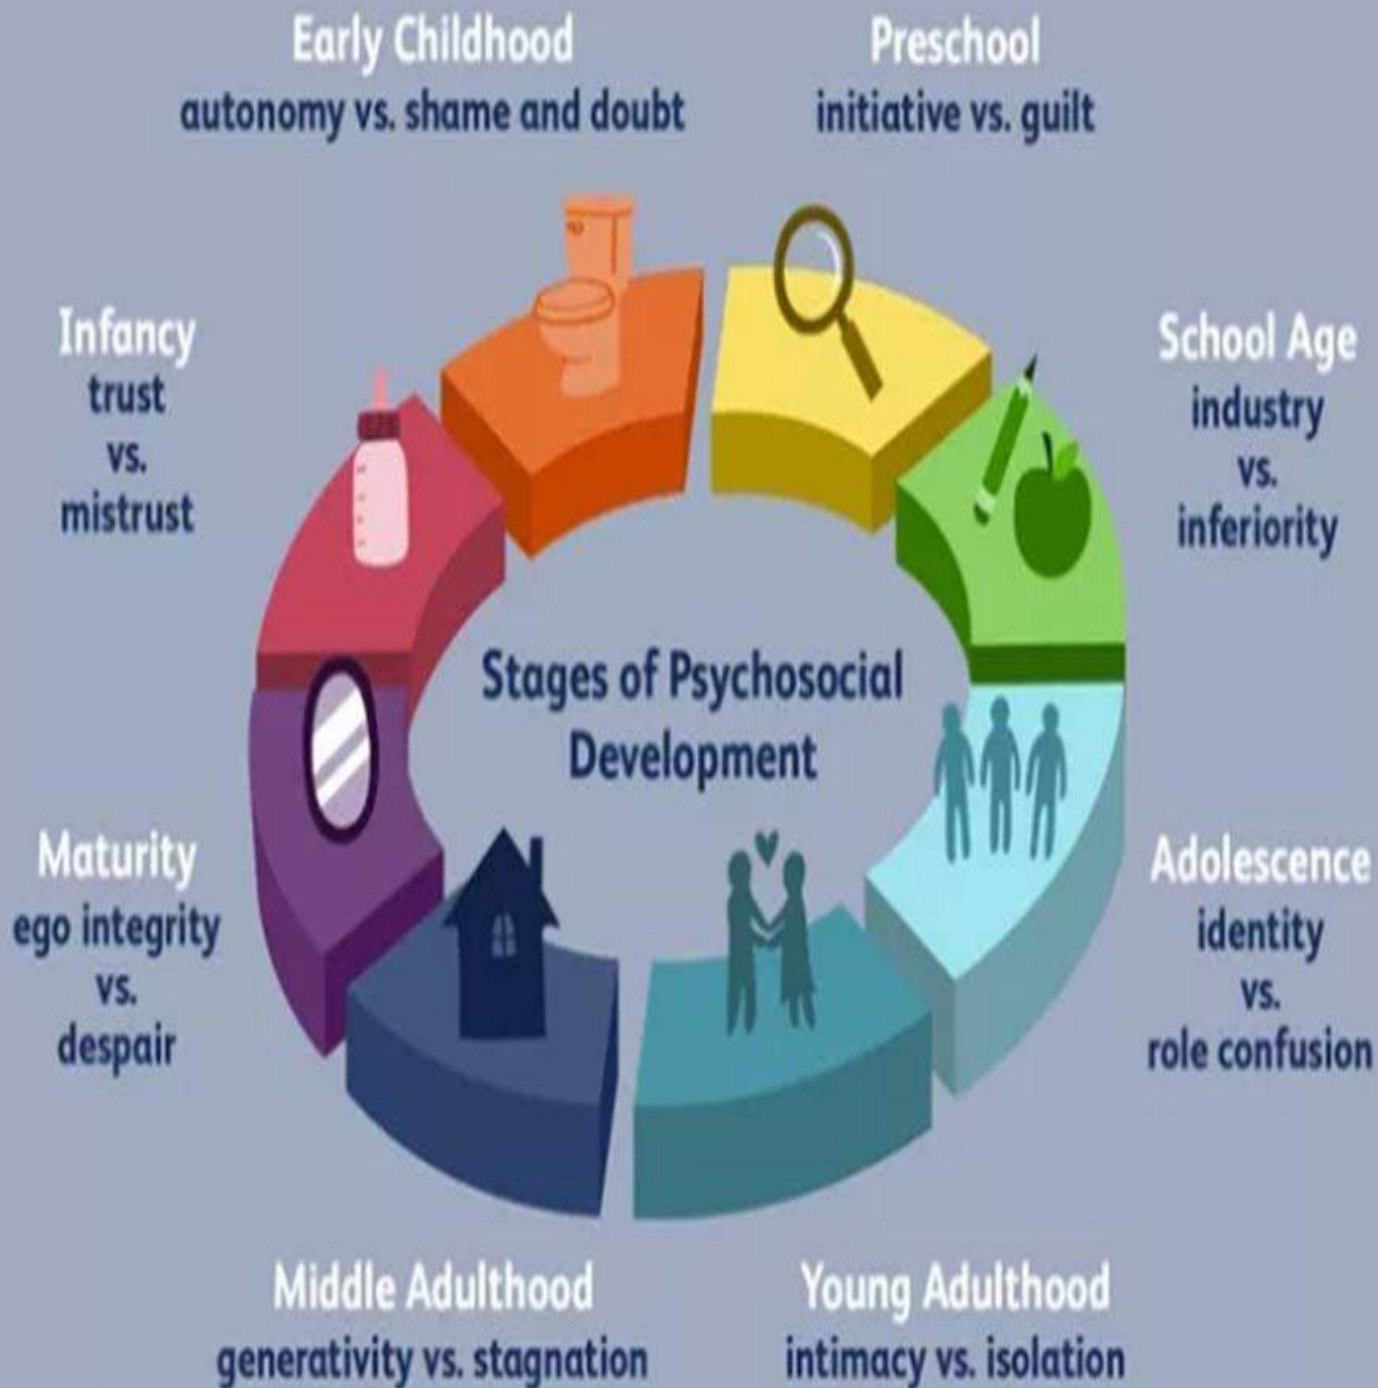 Early Childhood
autonomy vs. shame and doubt
Preschool
initiative vs. guilt
Infancy
trust
vs.
mistrust
School Age
industry
vs.
inferiority
Stages of Psychosocial
Development
Maturity
ego integrity
vs.
despair
Adolescence
identity
vs.
role confusion
Middle Adulthood
generativity vs. stagnation
Young Adulthood
intimacy vs. isolation